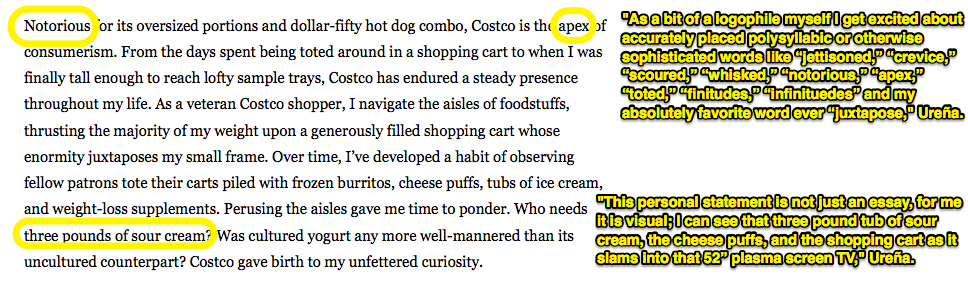 Notorious for its oversized portions and dollar-fifty hot dog combo, Costco is the apex of
consumerism. From the days spent being toted around in a shopping cart to when I was
finally tall enough to reach lofty sample trays, Costco has endured a steady presence
throughout my life. As a veteran Costco shopper, I navigate the aisles of foodstuffs,
thrusting the majority of my weight upon a generously filled shopping cart whose
enormity juxtaposes my small frame. Over time, I've developed a habit of observing
fellow patrons tote their carts piled with frozen burritos, cheese puffs, tubs of ice cream,
and weight-loss supplements. Perusing the aisles gave me time to ponder. Who needs
three pounds of sour cream? Was cultured yogurt any more well-mannered than its
uncultured counterpart? Costco gave birth to my unfettered curiosity.
"As a bit of a logophile myself I get excited about
accurately placed polysyllabic or otherwise
sophisticated words like “jettisoned,” “crevice,”
“scoured,” “whisked,” “notorious,” “apex,”
“toted,” “finitudes,” “infinituedes” and my
absolutely favorite word ever “juxtapose," Ureña.
"This personal statement is not just an essay, for me
it is visual; I can see that three pound tub of sour
cream, the cheese puffs, and the shopping cart as it
slams into that 52” plasma screen TV," Ureña.